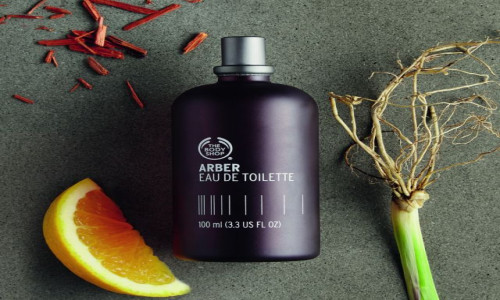 THE
BODY
SHOP
ARBER
EAU DE TOILETTE
100 ml (3.3 US FL OZ)